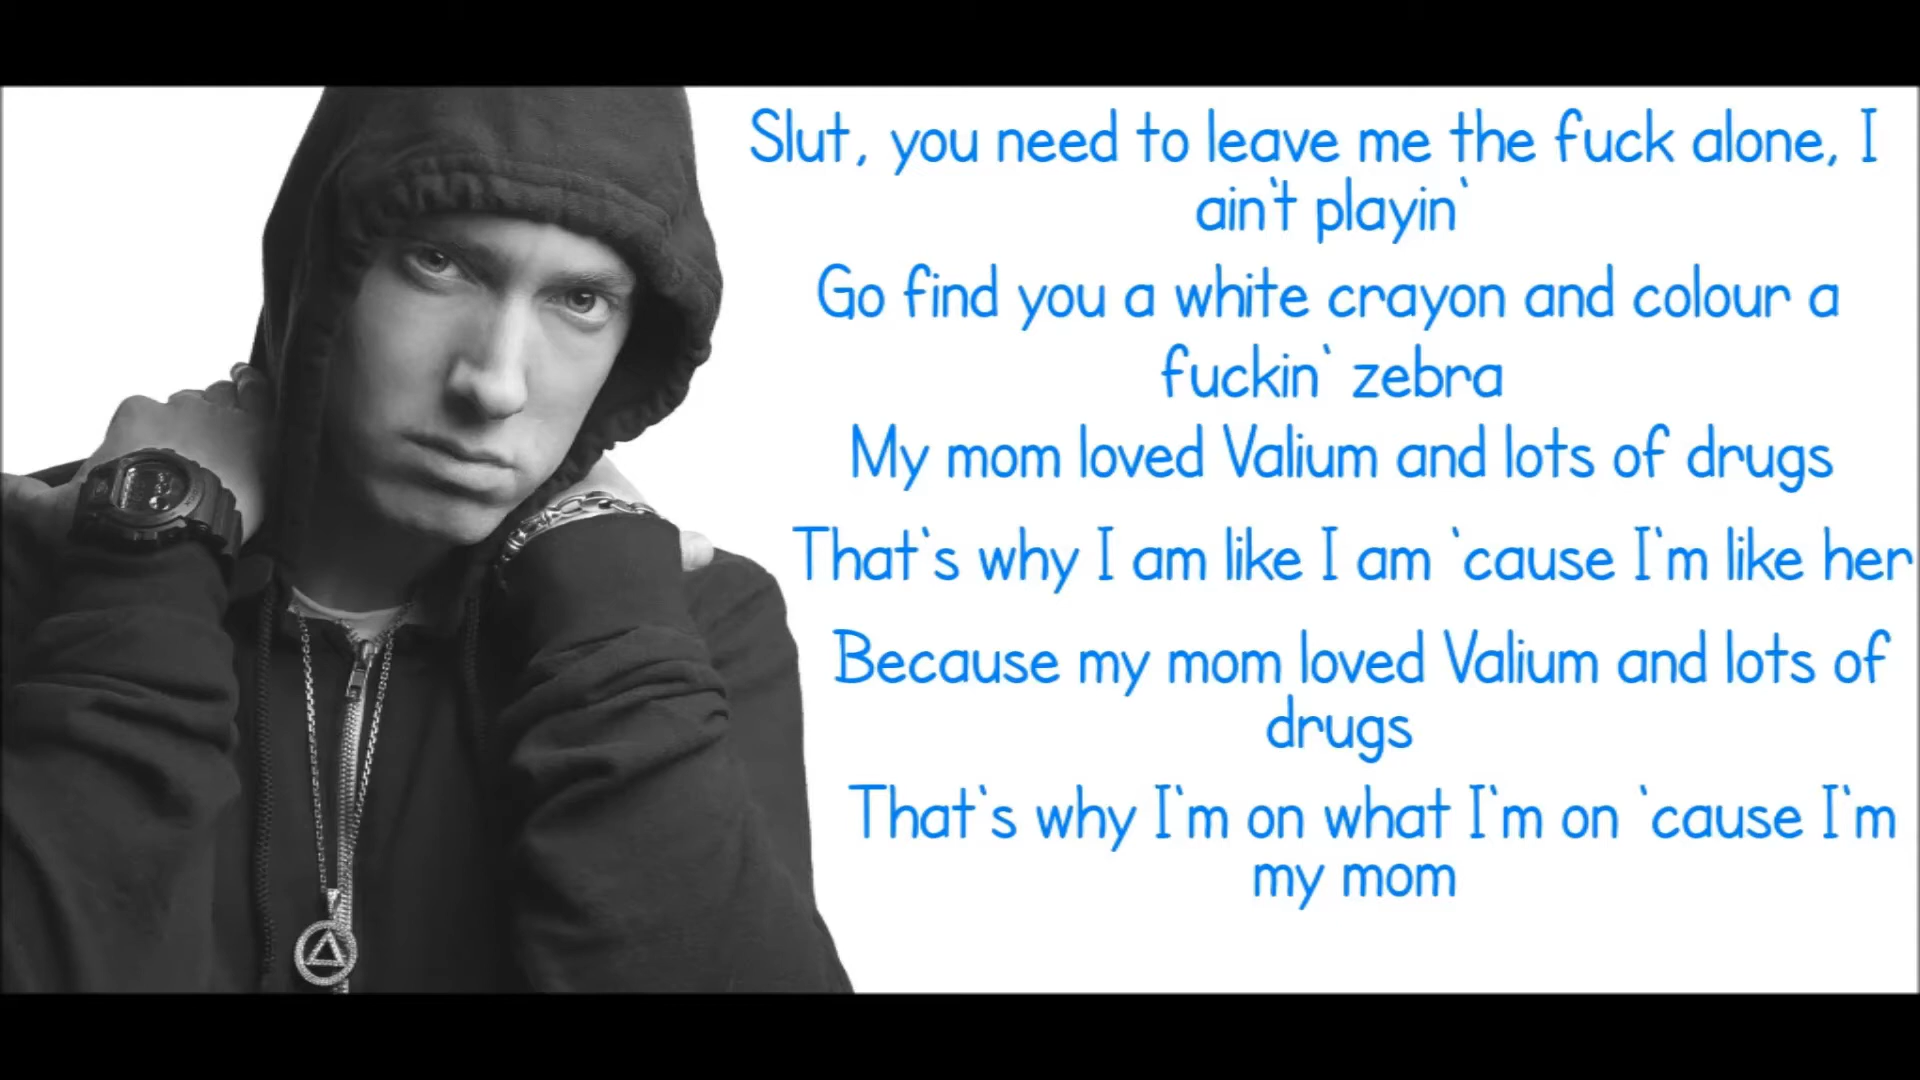 Slut, you need to leave me the fuck alone, I
ain't playin'
Go find you a white crayon and colour a
fuckin' zebra
My mom loved Valium and lots of drugs
That's why I am like I am 'cause I'm like her
Because my mom loved Valium and lots of
drugs
That's why I'm on what I'm on 'cause I'm
my mom